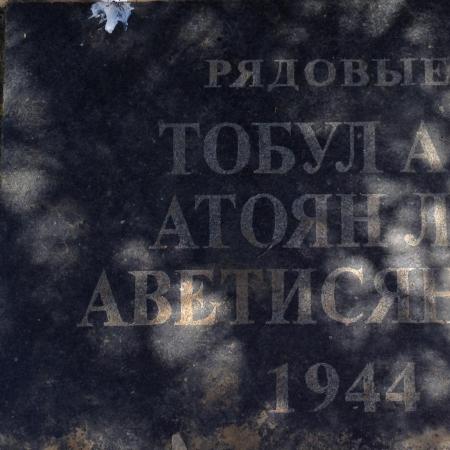 РЯДОВЫЕ
ТОБУЛ А
АТОЯН Л
АВЕТИСЯН
1944